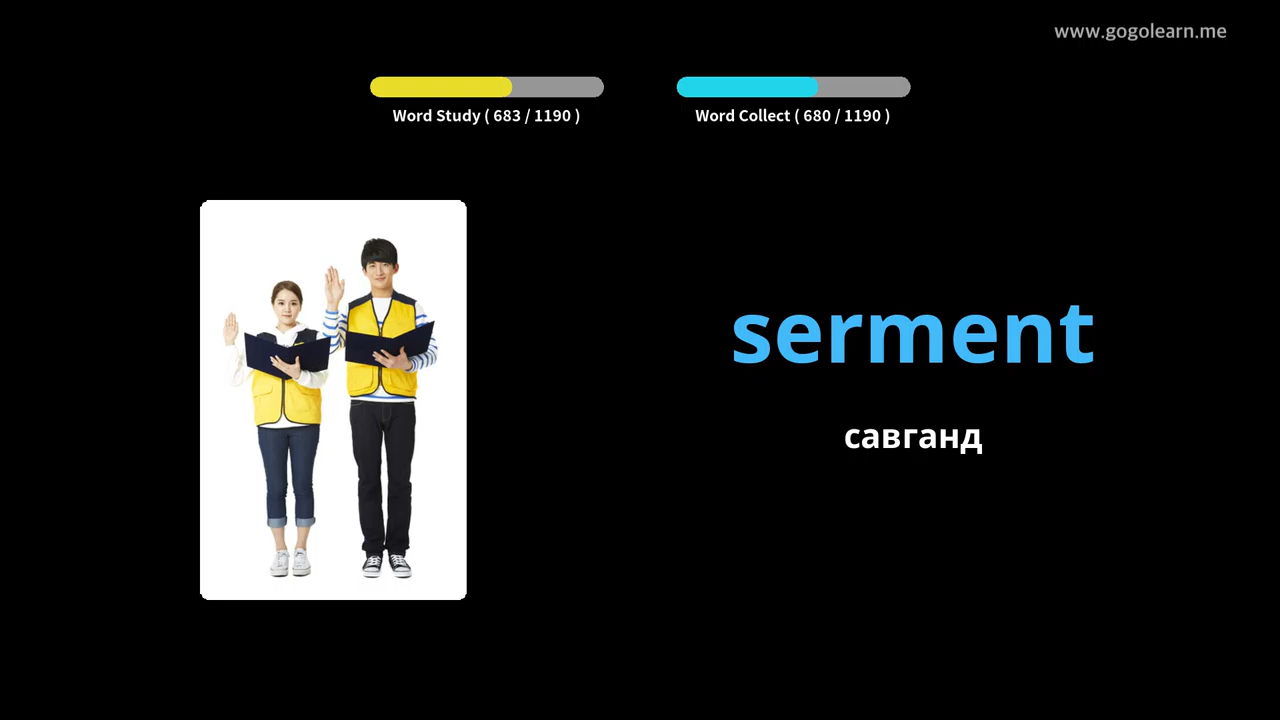 www.gogolearn.me
Word Study ( 683 / 1190 )
Word Collect ( 680 / 1190 )
serment
савганд